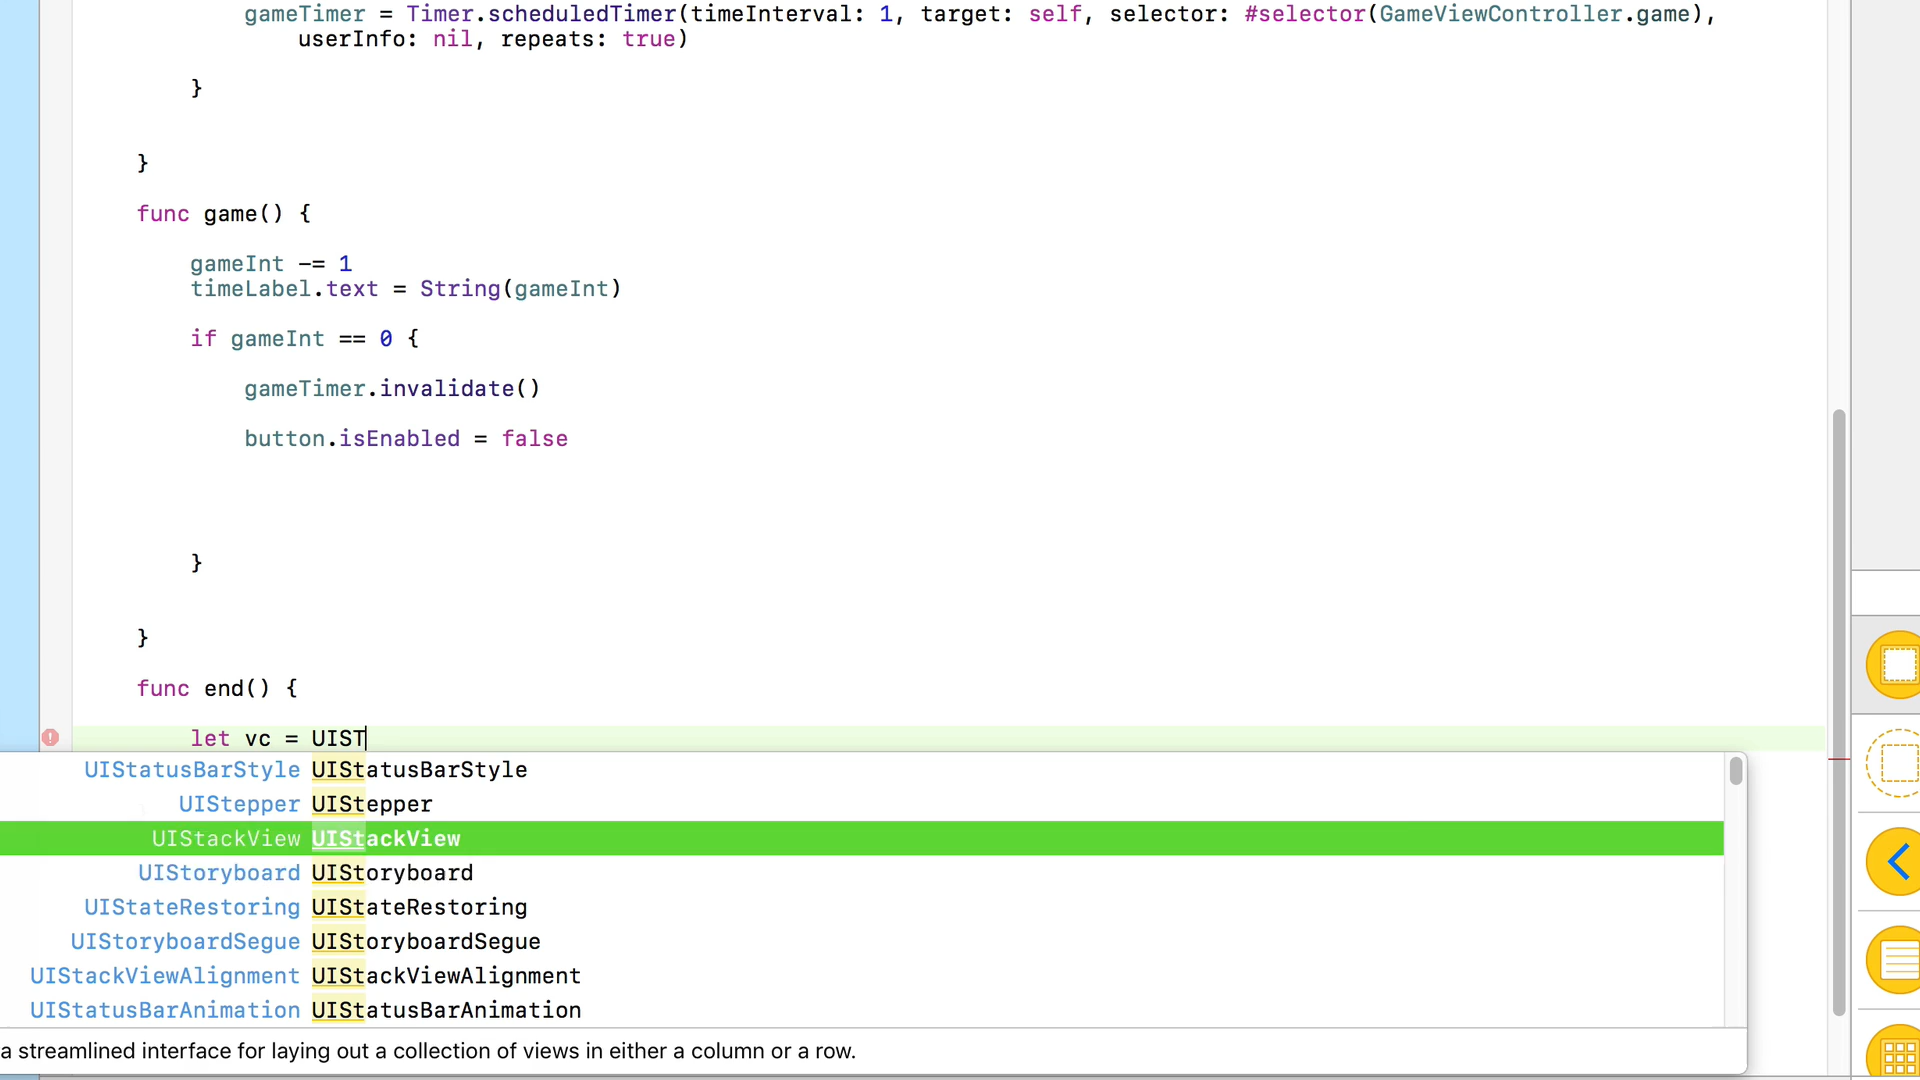 gameTimer = Timer.scheduledTimer(timeInterval: 1, target: self, selector: #selector(GameViewController.game),
userInfo: nil, repeats: true)
}
}
func game() {
gameInt -= 1
timeLabel.text = String(gameInt)
if gameInt == 0 {
gameTimer.invalidate()
button.isEnabled = false
}
}
func end() {
let vc = UIST
UIStatusBarStyle UIStatusBarStyle
UIStepper UIStepper
UIStackView UIStackView
UIStoryboard UIStoryboard
UIStateRestoring UIStateRestoring
UIStoryboardSegue UIStoryboardSegue
UIStackViewAlignment UIStackViewAlignment
UIStatusBarAnimation UIStatusBarAnimation
a streamlined interface for laying out a collection of views in either a column or a row.